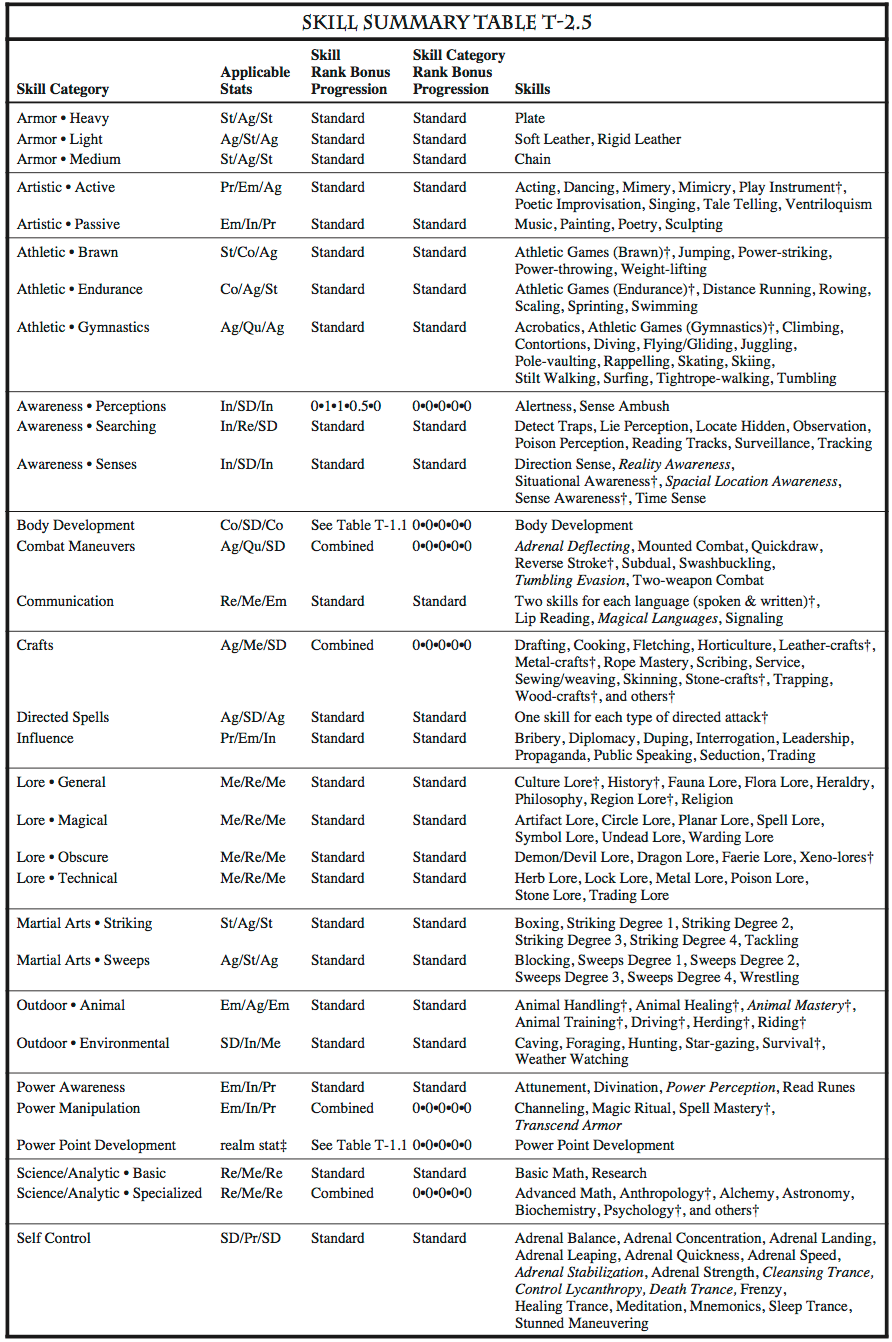 SKILL SUMMARY TABLE T-2.5
Skill Category Applicable Stats Skill Rank Bonus Progression Skill Category Rank Bonus Progression Skills
Armor • Heavy St/Ag/St Standard Standard Plate
Armor • Light Ag/St/Ag Standard Standard Soft Leather, Rigid Leather
Armor • Medium St/Ag/St Standard Standard Chain
Artistic • Active Pr/Em/Ag Standard Standard Acting, Dancing, Mimery, Mimicry, Play Instrument†,
Poetic Improvisation, Singing, Tale Telling, Ventriloquism
Artistic • Passive Em/In/Pr Standard Standard Music, Painting, Poetry, Sculpting
Athletic • Brawn St/Co/Ag Standard Standard Athletic Games (Brawn)†, Jumping, Power-striking,
Power-throwing, Weight-lifting
Athletic • Endurance Co/Ag/St Standard Standard Athletic Games (Endurance)†, Distance Running, Rowing,
Scaling, Sprinting, Swimming
Athletic • Gymnastics Ag/Qu/Ag Standard Standard Acrobatics, Athletic Games (Gymnastics)†, Climbing,
Contortions, Diving, Flying/Gliding, Juggling,
Pole-vaulting, Rappelling, Skating, Skiing,
Stilt Walking, Surfing, Tightrope-walking, Tumbling
Awareness • Perceptions In/SD/In 0•1•1•0.5•0 0•0•0•0•0 Alertness, Sense Ambush
Awareness • Searching In/Re/SD Standard Standard Detect Traps, Lie Perception, Locate Hidden, Observation,
Poison Perception, Reading Tracks, Surveillance, Tracking
Awareness • Senses In/SD/In Standard Standard Direction Sense, Reality Awareness,
Situational Awareness†, Spacial Location Awareness,
Sense Awareness†, Time Sense
Body Development Co/SD/Co See Table T-1.1 0•0•0•0•0 Body Development
Combat Maneuvers Ag/Qu/SD Combined 0•0•0•0•0 Adrenal Deflecting, Mounted Combat, Quickdraw,
Reverse Stroke†, Subdual, Swashbuckling,
Tumbling Evasion, Two-weapon Combat
Communication Re/Me/Em Standard Standard Two skills for each language (spoken & written)†,
Lip Reading, Magical Languages, Signaling
Crafts Ag/Me/SD Combined 0•0•0•0•0 Drafting, Cooking, Fletching, Horticulture, Leather-crafts†,
Metal-crafts†, Rope Mastery, Scribing, Service,
Sewing/weaving, Skinning, Stone-crafts†, Trapping,
Wood-crafts†, and others†
Directed Spells Ag/SD/Ag Standard Standard One skill for each type of directed attack†
Influence Pr/Em/In Standard Standard Bribery, Diplomacy, Duping, Interrogation, Leadership,
Propaganda, Public Speaking, Seduction, Trading
Lore • General Me/Re/Me Standard Standard Culture Lore†, History†, Fauna Lore, Flora Lore, Heraldry,
Philosophy, Region Lore†, Religion
Lore • Magical Me/Re/Me Standard Standard Artifact Lore, Circle Lore, Planar Lore, Spell Lore,
Symbol Lore, Undead Lore, Warding Lore
Lore • Obscure Me/Re/Me Standard Standard Demon/Devil Lore, Dragon Lore, Faerie Lore, Xeno-lores†
Lore • Technical Me/Re/Me Standard Standard Herb Lore, Lock Lore, Metal Lore, Poison Lore,
Stone Lore, Trading Lore
Martial Arts • Striking St/Ag/St Standard Standard Boxing, Striking Degree 1, Striking Degree 2,
Striking Degree 3, Striking Degree 4, Tackling
Martial Arts • Sweeps Ag/St/Ag Standard Standard Blocking, Sweeps Degree 1, Sweeps Degree 2,
Sweeps Degree 3, Sweeps Degree 4, Wrestling
Outdoor • Animal Em/Ag/Em Standard Standard Animal Handling†, Animal Healing†, Animal Mastery†,
Animal Training†, Driving†, Herding†, Riding†
Outdoor • Environmental SD/In/Me Standard Standard Caving, Foraging, Hunting, Star-gazing, Survival†,
Weather Watching
Power Awareness Em/In/Pr Standard Standard Attunement, Divination, Power Perception, Read Runes
Power Manipulation Em/In/Pr Combined 0•0•0•0•0 Channeling, Magic Ritual, Spell Mastery†,
Transcend Armor
Power Point Development realm stat‡ See Table T-1.1 0•0•0•0•0 Power Point Development
Science/Analytic • Basic Re/Me/Re Standard Standard Basic Math, Research
Science/Analytic • Specialized Re/Me/Re Combined 0•0•0•0•0 Advanced Math, Anthropology†, Alchemy, Astronomy,
Biochemistry, Psychology†, and others†
Self Control SD/Pr/SD Standard Standard Adrenal Balance, Adrenal Concentration, Adrenal Landing,
Adrenal Leaping, Adrenal Quickness, Adrenal Speed,
Adrenal Stabilization, Adrenal Strength, Cleansing Trance,
Control Lycanthropy, Death Trance, Frenzy,
Healing Trance, Meditation, Mnemonics, Sleep Trance,
Stunned Maneuvering